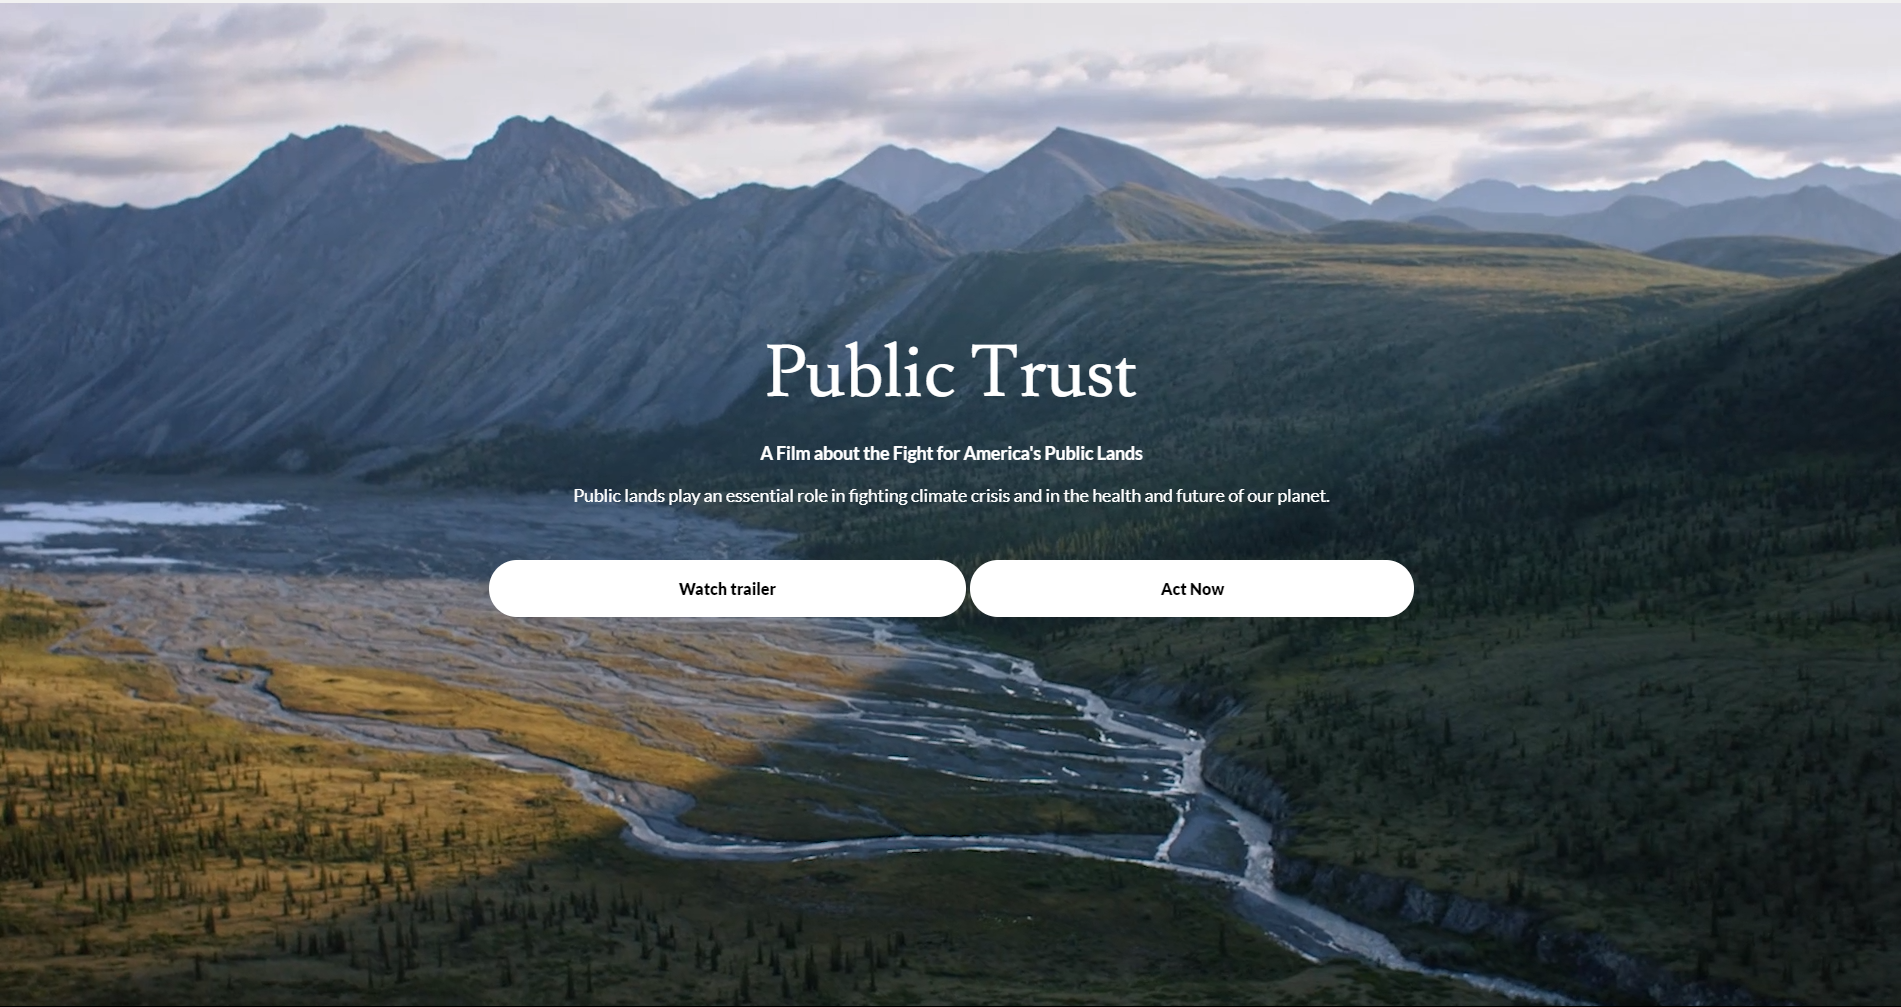 Public Trust
A Film about the Fight for America's Public Lands
Public lands play an essential role in fighting climate crisis and in the health and future of our planet.
Watch trailer
Act Now